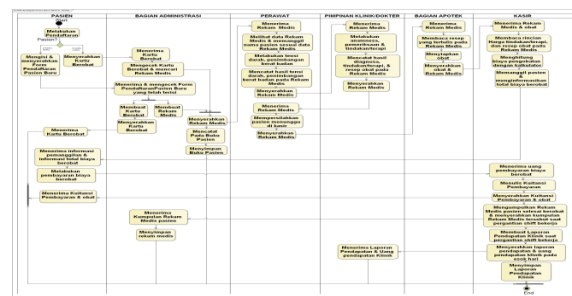 PASIEN
BAGIAN ADMINISTRASI
PERAWAT
PIMPINAN KLINIK/DOKTER
BAGIAN APOTEK
KASIR
Start
Melakukan
Pendaftaran
Pasien
Mengisi &
menyerahkan
Form
Pendaftaran
Pasien Baru
Menyerahkan
Kartu
Berobat
Menerima
Kartu Berobat
Menerima informasi
pemanggilan &
informasi total biaya
berobat
Melakukan
pembayaran biaya
berobat
Menerima Kuitansi
Pembayaran & obat
Menerima
Kartu
Berobat
Mengecek Kartu
Berobat & mencari
Rekam Medis
Menerima & mengecek Form
Pendaftaran Pasien Baru
yang telah terisi
Membuat
Kartu
Berobat
Membuat
Rekam
Medis
Menyerahkan
Kartu
Berobat
Menyerahkan
Rekam Medis
Mencatat
Pada Buku
Pasien
Menyimpan
Buku Pasien
Menerima
Kumpulan Rekam
Medis pasien
Menyimpan
rekam medis
Menerima
Rekam Medis
Melihat data Rekam
Medis & memanggil
nama pasien sesuai data
Rekam Medis
Melakukan tensi
darah, penimbangan
berat badan
Mencatat hasil tensi
darah, penimbangan
berat badan pada Rekam
Medis
Menyerahkan
Rekam Medis
Menerima
Rekam Medis
Mempersilahkan
pasien menunggu
di kasir
Menyerahkan
Rekam Medis
Menerima
Rekam Medis
Melakukan
anamnesa,
pemeriksaan &
tindakan/terapi
Mencatat hasil
diagnosa,
tindakan/terapi, &
resep obat pada
Rekam Medis
Menyerahkan
Rekam Medis
Menerima Laporan
Pendapatan & Uang
pendapatan Klinik
Menerima
Rekam Medis
Membaca resep
yang tertulis pada
Rekam Medis
Menyiapkan
obat
Menyerahkan
obat &
Rekam Medis
Menerima Rekam
Medis & obat
Membaca rincian
harga tindakan/terapi
dan resep obat pada
Rekam Medis
Menghitung
biaya pengobatan
dengan kalkulator
Memanggil pasien
&
menginformasikan
total biaya berobat
Menerima uang
pembayaran biaya
berobat
Menulis Kuitansi
Pembayaran
Menyerahkan Kuitansi
Pembayaran & obat
Mengumpulkan Rekam
Medis pasien selesai berobat
& menyerahkan kumpulan
Rekam Medis tersebut saat
pergantian shift bekerja
Membuat Laporan
Pendapatan Klinik saat
pergantian shift bekerja
Menyerahkan laporan
pendapatan & uang
pendapatan klinik pada
esok hari
Menyimpan
Laporan
Pendapatan
Klinik
End